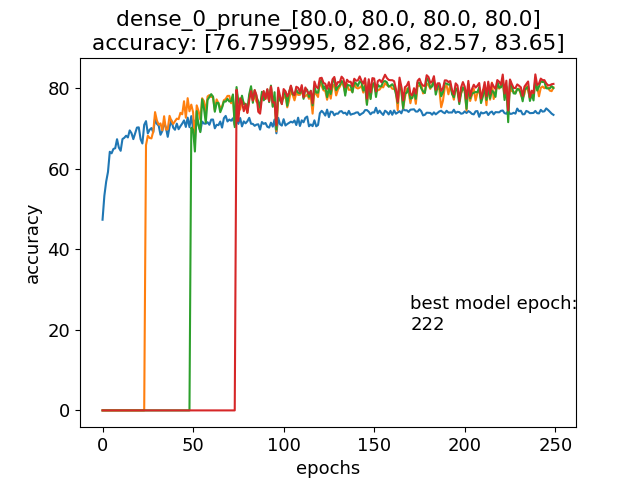 dense_0_prune_[80.0, 80.0, 80.0, 80.0]
accuracy: [76.759995, 82.86, 82.57, 83.65]
80
60
40
20
0
accuracy
best model epoch:
222
0 50 100 150 200 250
epochs